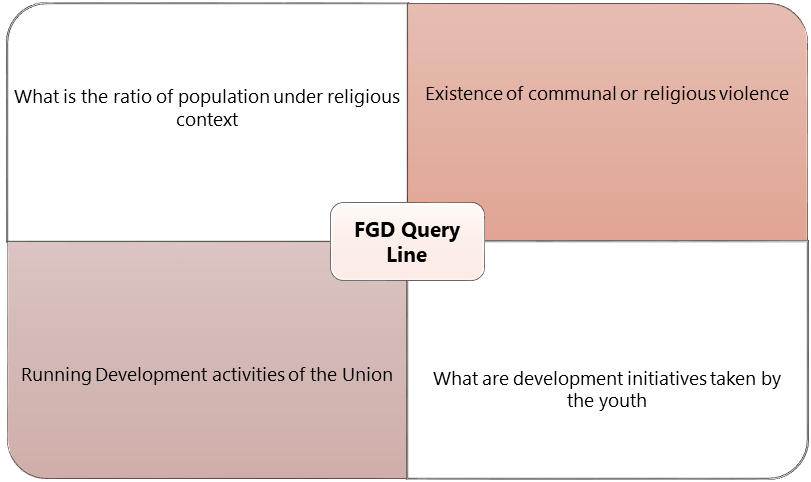 What is the ratio of population under religious
context
Existence of communal or religious violence
FGD Query
Line
Running Development activities of the Union
What are development initiatives taken by
the youth